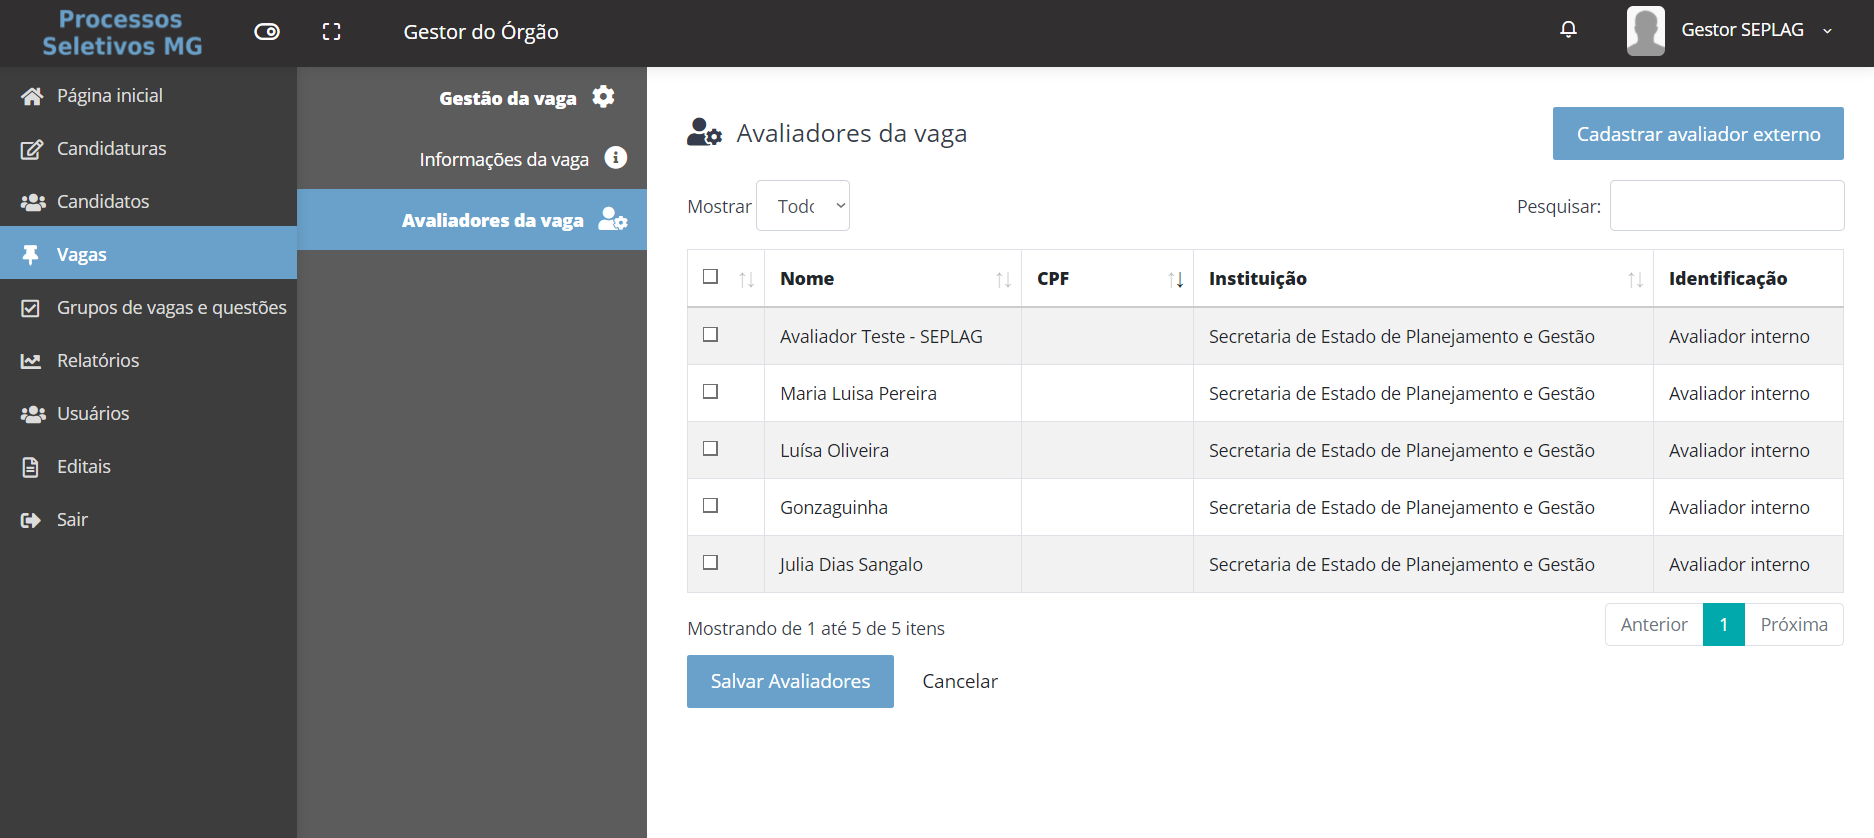 Processos
Seletivos MG
Gestor do Órgão
Gestor SEPLAG
Página inicial
Candidaturas
Candidatos
Vagas
Grupos de vagas e questões
Relatórios
Usuários
Editais
Sair
Gestão da vaga
Informações da vaga
Avaliadores da vaga
Avaliadores da vaga
Cadastrar avaliador externo
Mostrar Todo
Pesquisar:
Nome CPF Instituição Identificação
Avaliador Teste - SEPLAG Secretaria de Estado de Planejamento e Gestão Avaliador interno
Maria Luisa Pereira Secretaria de Estado de Planejamento e Gestão Avaliador interno
Luísa Oliveira Secretaria de Estado de Planejamento e Gestão Avaliador interno
Gonzaguinha Secretaria de Estado de Planejamento e Gestão Avaliador interno
Julia Dias Sangalo Secretaria de Estado de Planejamento e Gestão Avaliador interno
Mostrando de 1 até 5 de 5 itens
Anterior 1 Próxima
Salvar Avaliadores Cancelar